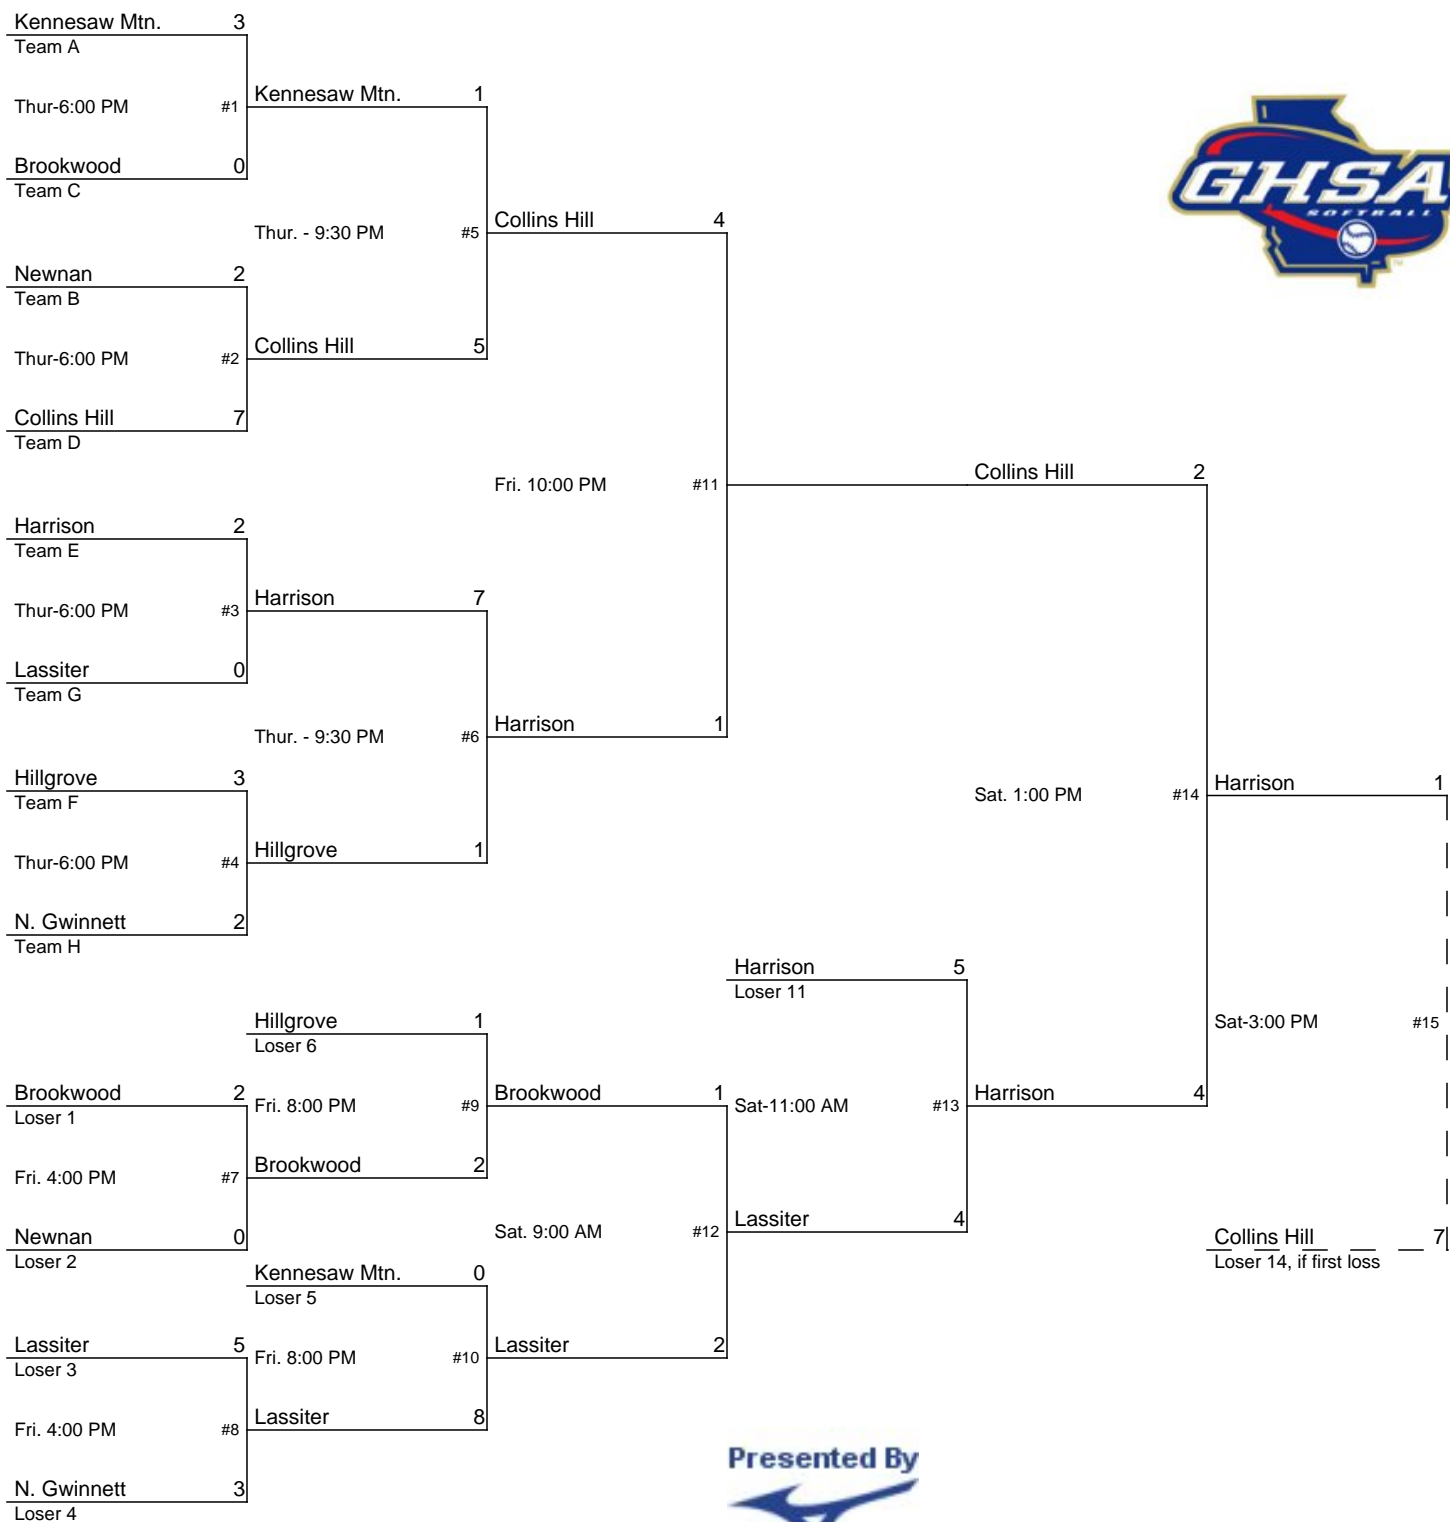 Kennesaw Mtn. 3
Team A
Thur-6:00 PM #1
Kennesaw Mtn. 1
Brookwood 0
Team C
Thur. - 9:30 PM #5
Collins Hill 4
Newnan 2
Team B
Thur-6:00 PM #2
Collins Hill 5
Collins Hill 7
Team D
GHSA
SOFTBALL
TM
Fri. 10:00 PM #11
Collins Hill 2
Harrison 2
Team E
Thur-6:00 PM #3
Harrison 7
Lassiter 0
Team G
Thur. - 9:30 PM #6
Harrison 1
Hillgrove 3
Team F
Thur-6:00 PM #4
Hillgrove 1
N. Gwinnett 2
Team H
Sat. 1:00 PM #14
Harrison 1
Harrison 5
Loser 11
Hillgrove 1
Loser 6
Sat-3:00 PM #15
Brookwood 2
Loser 1
Fri. 8:00 PM #9
Brookwood 1
Sat-11:00 AM #13
Harrison 4
Fri. 4:00 PM #7
Brookwood 2
Newnan 0
Loser 2
Sat. 9:00 AM #12
Lassiter 4
Collins Hill 7
Loser 14, if first loss
Kennesaw Mtn. 0
Loser 5
Lassiter 5
Loser 3
Fri. 8:00 PM #10
Lassiter 2
Fri. 4:00 PM #8
Lassiter 8
N. Gwinnett 3
Loser 4
Presented By